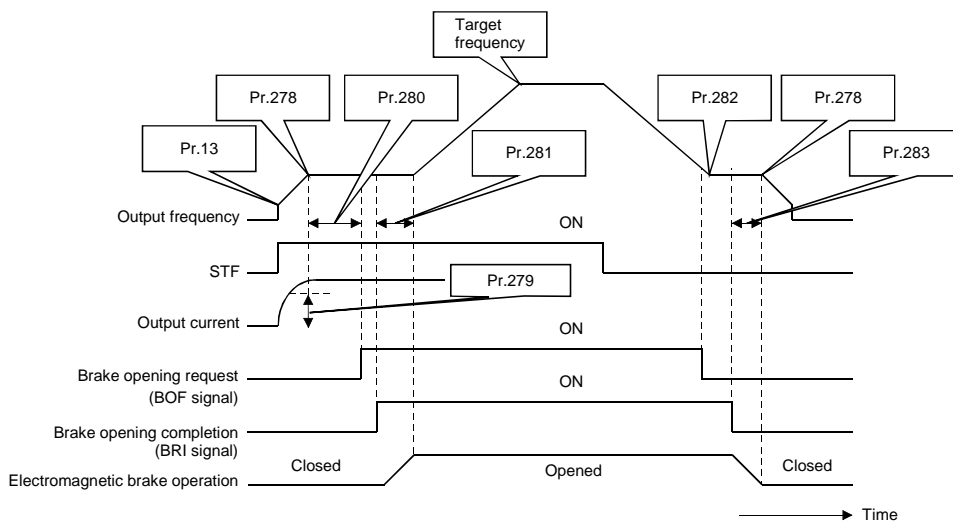 Target
frequency
Pr.278
Pr.280
Pr.282
Pr.278
Pr.13
Pr.281
Pr.283
Output frequency
ON
STF
Pr.279
Output current
ON
Brake opening request
(BOF signal)
ON
Brake opening completion
(BRI signal)
Closed
Opened
Closed
Electromagnetic brake operation
Time